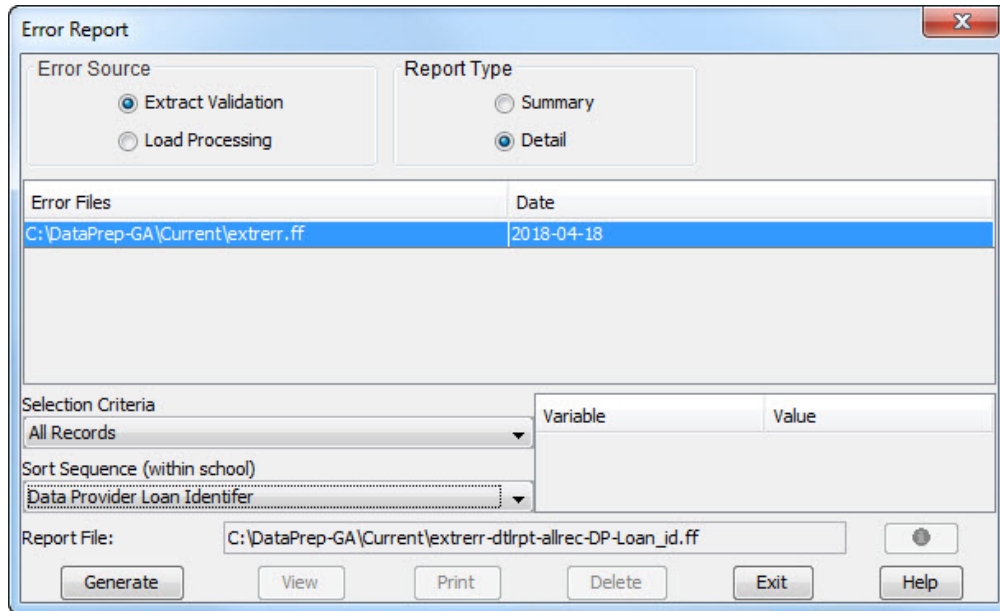 Error Report
Error Source
Report Type
Extract Validation
Summary
Load Processing
Detail
Error Files
Date
C:\DataPrep-GA\Current\extrerr.ff
2018-04-18
Selection Criteria
All Records
Variable
Value
Sort Sequence (within school)
Data Provider Loan Identifer
Report File:
C:\DataPrep-GA\Current\extrerr-dtlrpt-allrec-DP-Loan_id.ff
Generate
View
Print
Delete
Exit
Help